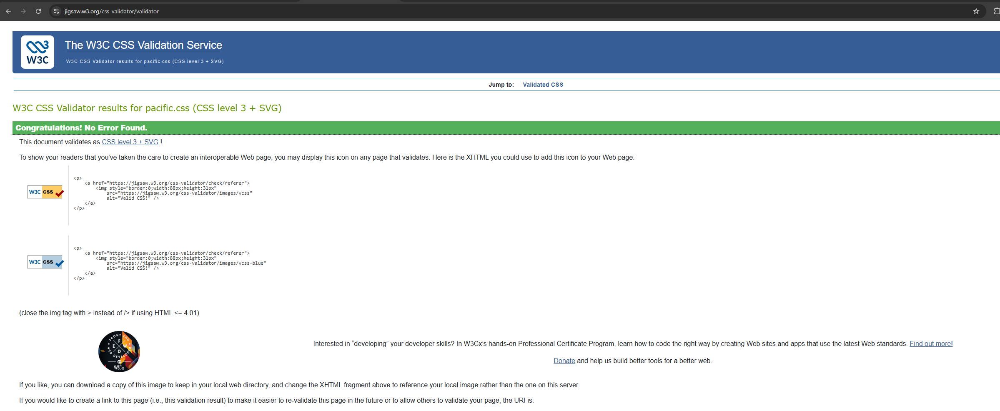 jigsaw.w3.org/css-validator/validator
W3C
The W3C CSS Validation Service
W3C CSS Validator results for pacific.css (CSS level 3 + SVG)
Jump to: Validated CSS
W3C CSS Validator results for pacific.css (CSS level 3 + SVG)
Congratulations! No Error Found.
This document validates as CSS level 3 + SVG !
To show your readers that you've taken the care to create an interoperable Web page, you may display this icon on any page that validates. Here is the XHTML you could use to add this icon to your Web page:
W3C CSS
<p>
<a href="https://jigsaw.w3.org/css-validator/check/referer">
<img style="border:0;width:88px;height:31px"
src="https://jigsaw.w3.org/css-validator/images/vcss"
alt="Valid CSS!" />
</a>
</p>
W3C CSS
<p>
<a href="https://jigsaw.w3.org/css-validator/check/referer">
<img style="border:0;width:88px;height:31px"
src="https://jigsaw.w3.org/css-validator/images/vcss-blue"
alt="Valid CSS!" />
</a>
</p>
(close the img tag with > instead of /> if using HTML <= 4.01)
FRONT END
F
E W
D
WEB DEVELOPER
W3Cx
Interested in “developing” your developer skills? In W3Cx’s hands-on Professional Certificate Program, learn how to code the right way by creating Web sites and apps that use the latest Web standards. Find out more!
Donate and help us build better tools for a better web.
If you like, you can download a copy of this image to keep in your local web directory, and change the XHTML fragment above to reference your local image rather than the one on this server.
If you would like to create a link to this page (i.e., this validation result) to make it easier to re-validate this page in the future or to allow others to validate your page, the URI is: